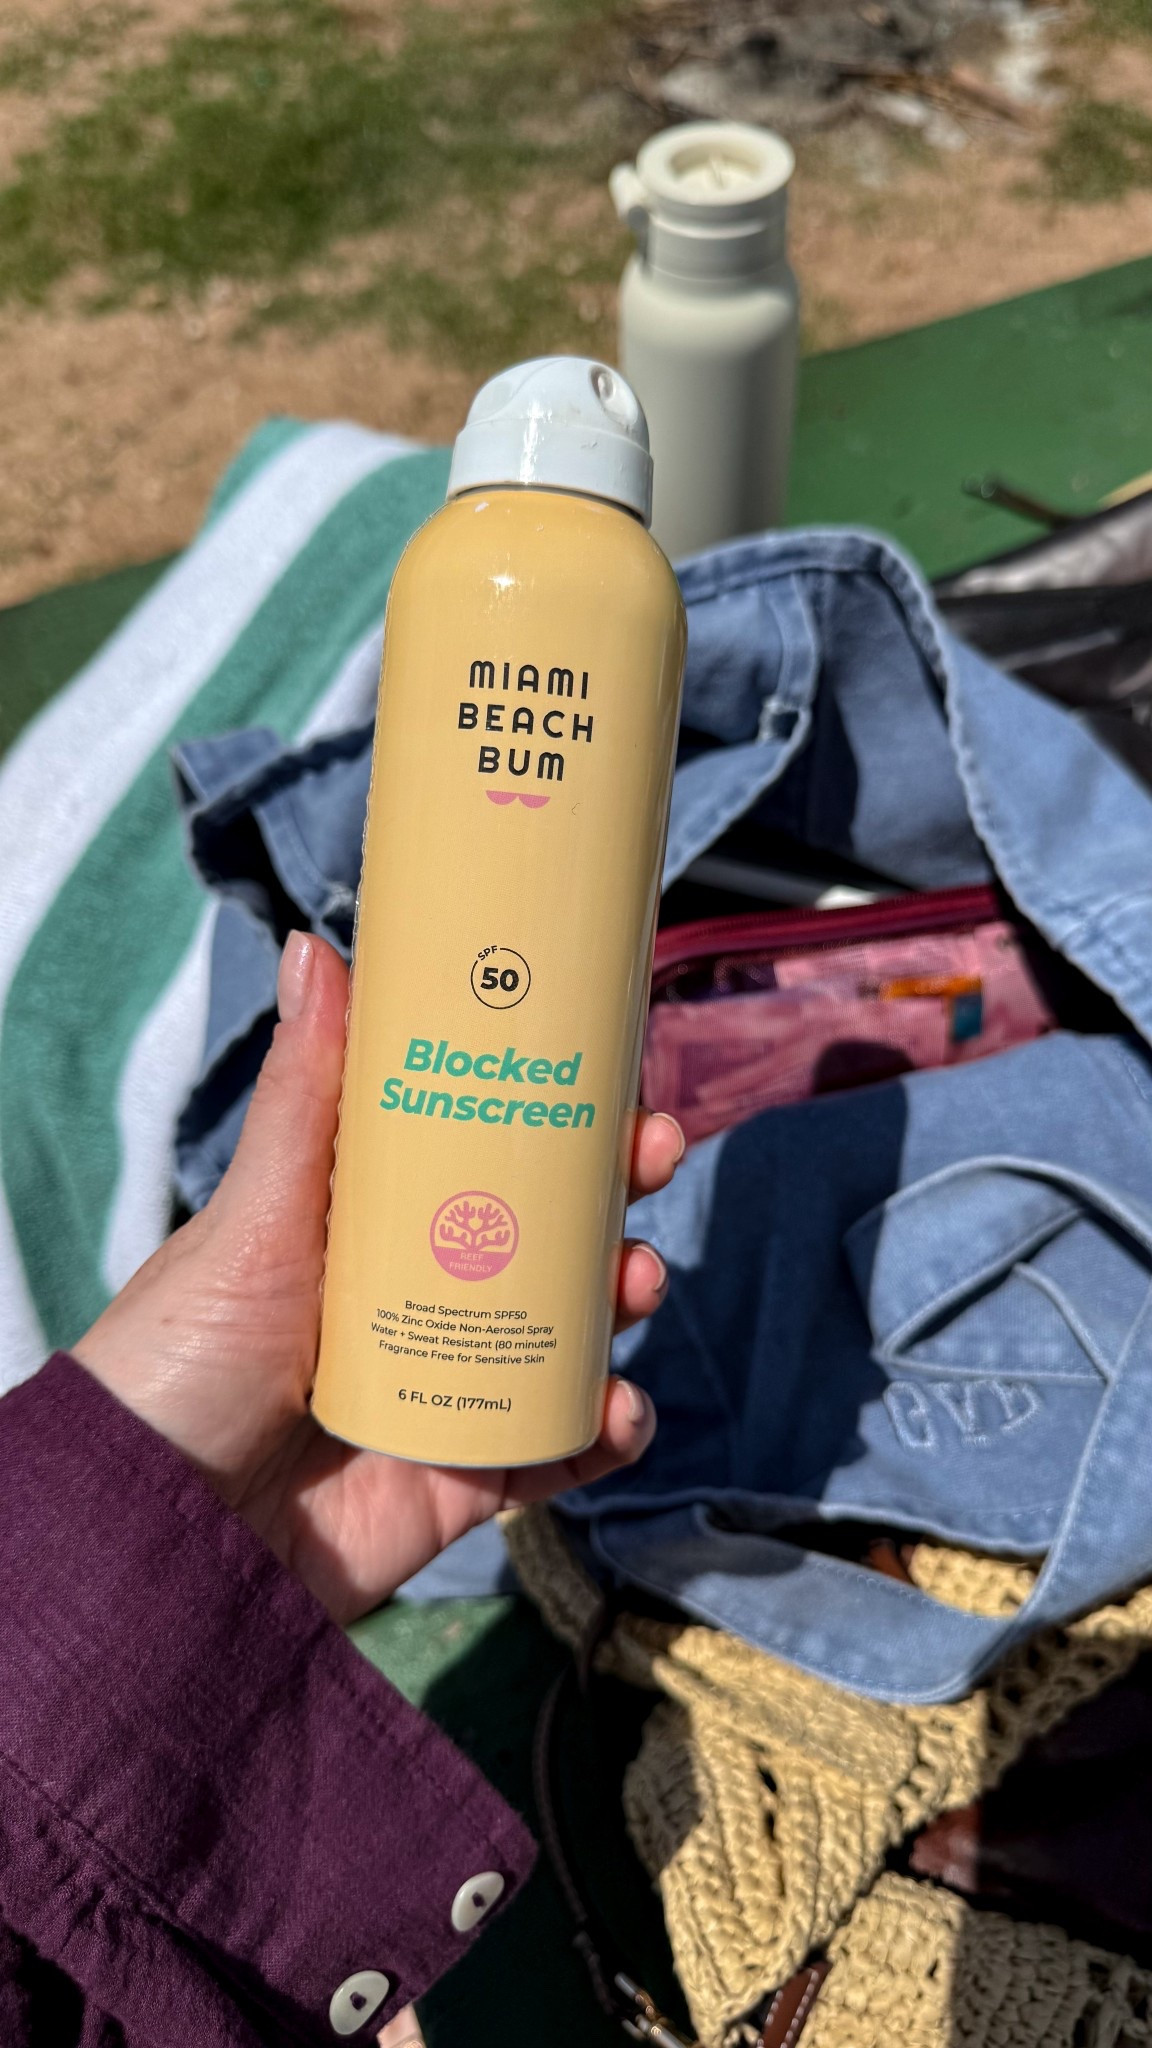 MIAMI
BEACH
BUM
SPF
50
Blocked
Sunscreen
REEF
FRIENDLY
Broad Spectrum SPF50
100% Zinc Oxide Non-Aerosol Spray
Water + Sweat Resistant (80 minutes)
Fragrance Free for Sensitive Skin
6 FL OZ (177mL)
GAP